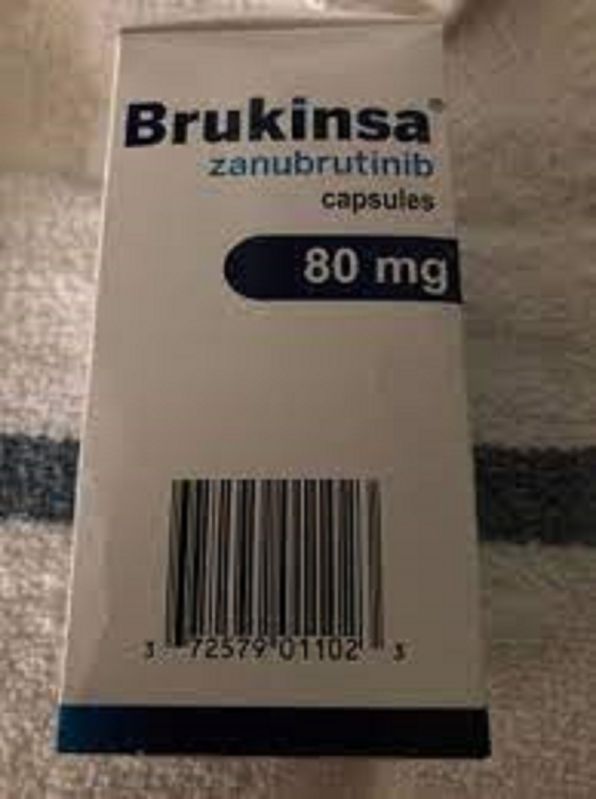 Brukinsa®
zanubrutinib
capsules
80 mg
3 72579 01102 3